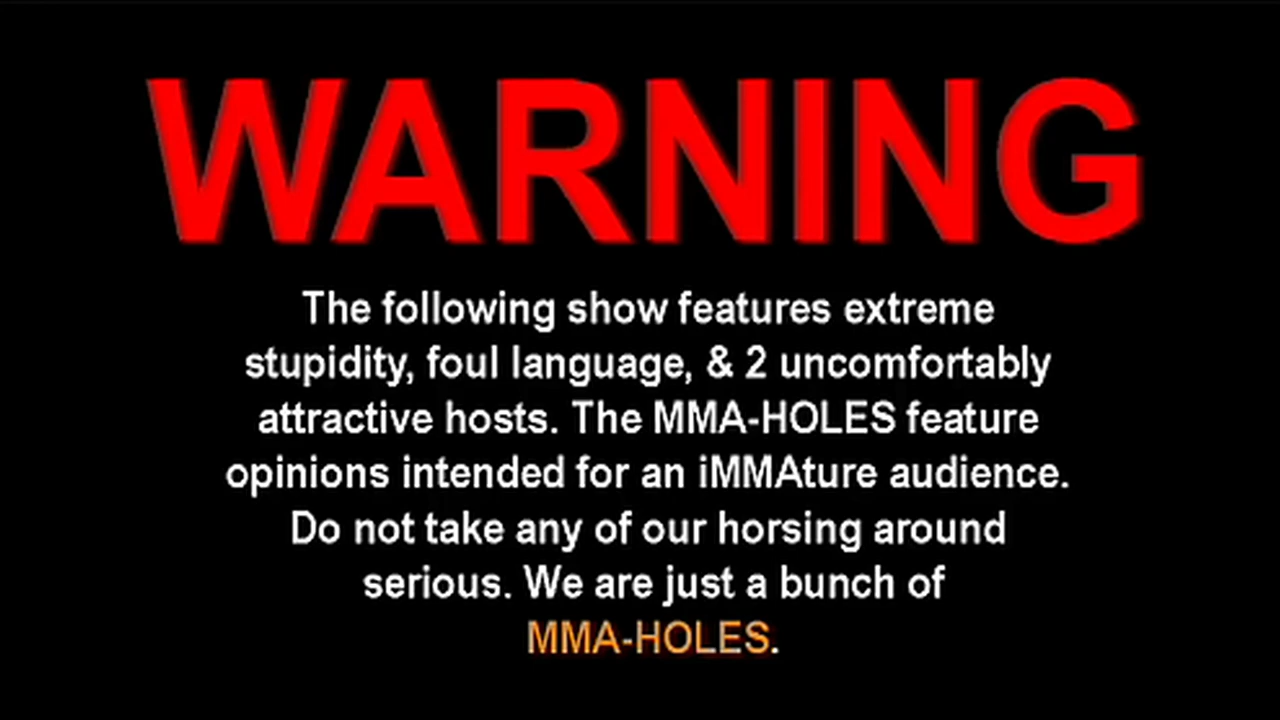 WARNING
The following show features extreme
stupidity, foul language, & 2 uncomfortably
attractive hosts. The MMA-HOLES feature
opinions intended for an iMMAture audience.
Do not take any of our horsing around
serious. We are just a bunch of
MMA-HOLES.